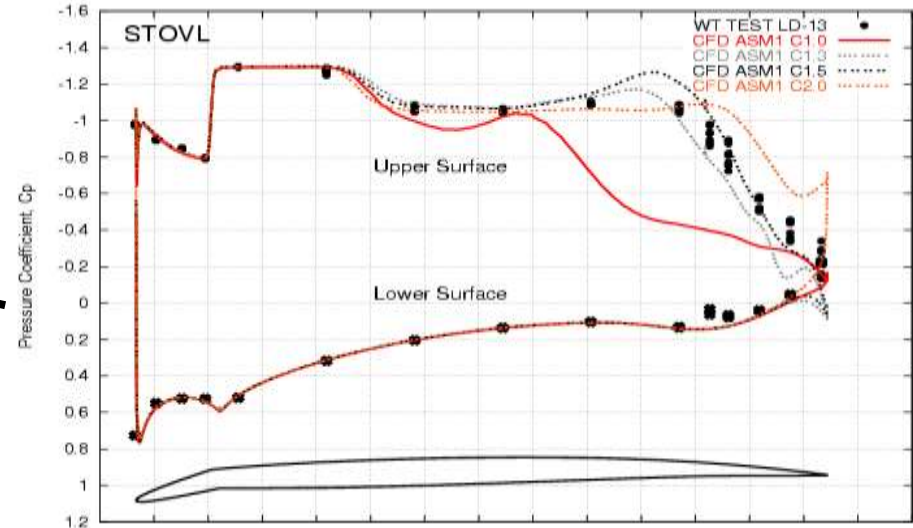 STOVL
WT TEST LD-13
CFD ASM1 C1.0
CFD ASM1 C1.3
CFD ASM1 C1.5
CFD ASM1 C2.0
Upper Surface
Lower Surface
Pressure Coefficient, Cp
-1.6
-1.4
-1.2
-1
-0.8
-0.6
-0.4
-0.2
0
0.2
0.4
0.6
0.8
1
1.2